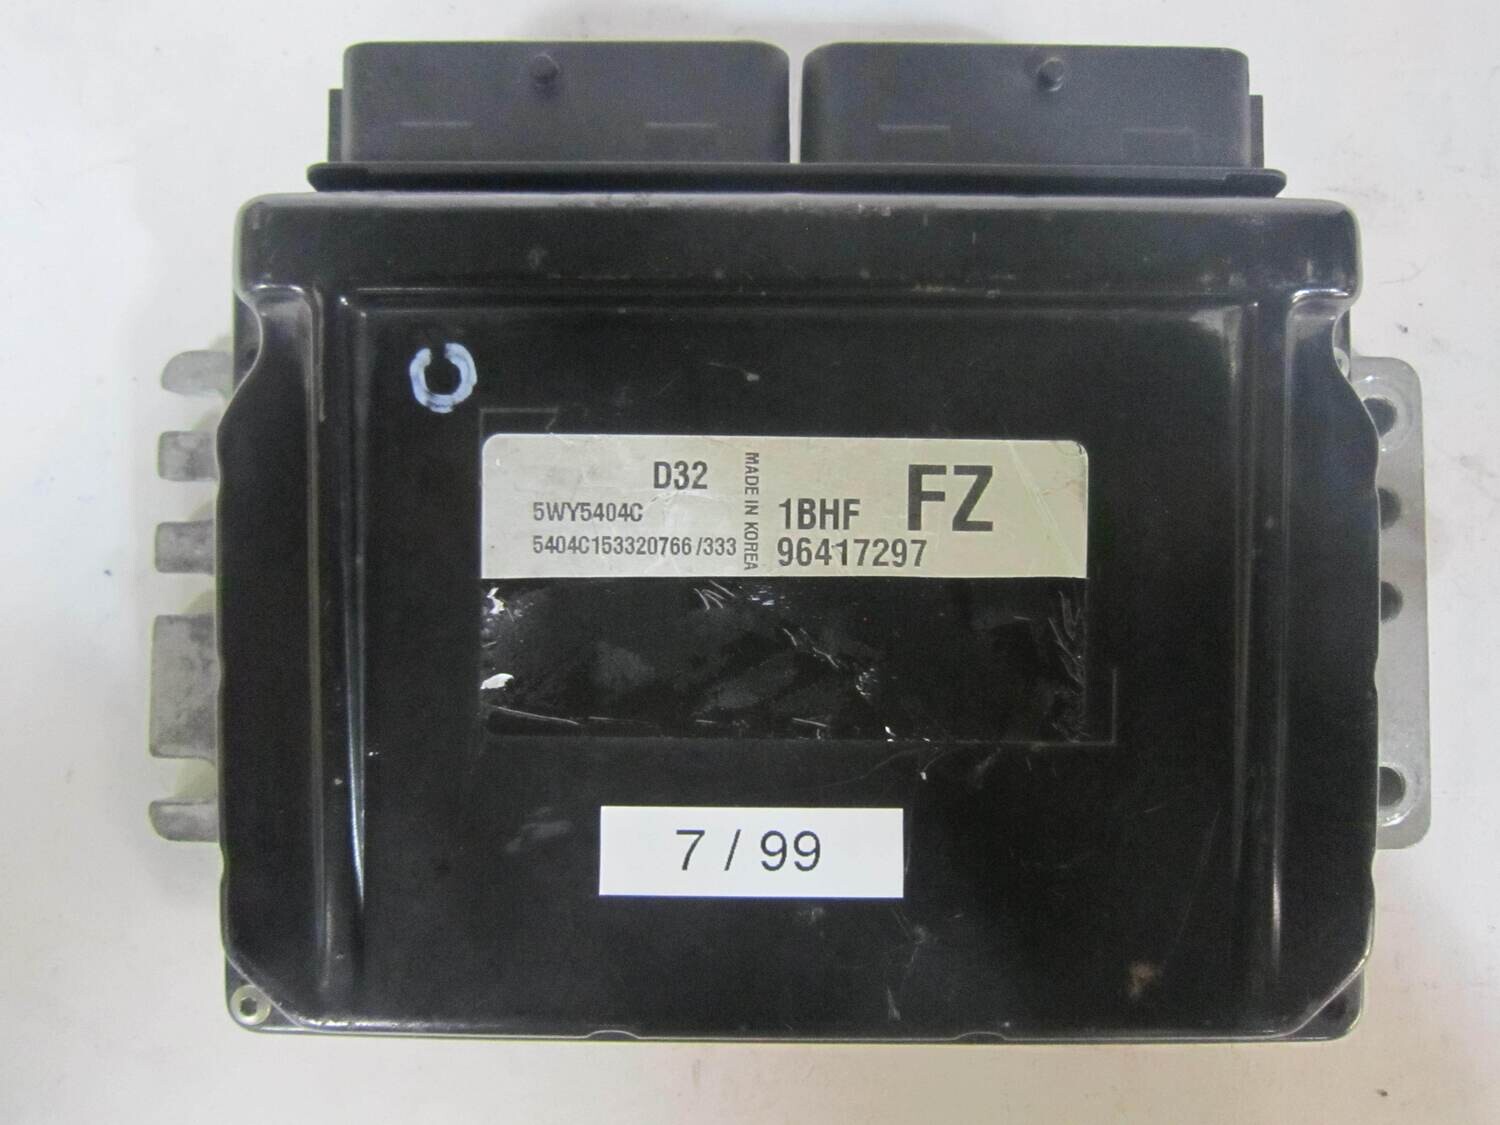 D32
5WY5404C
5404C153320766 /333
MADE IN KOREA
FZ
1BHF
96417297
7 / 99